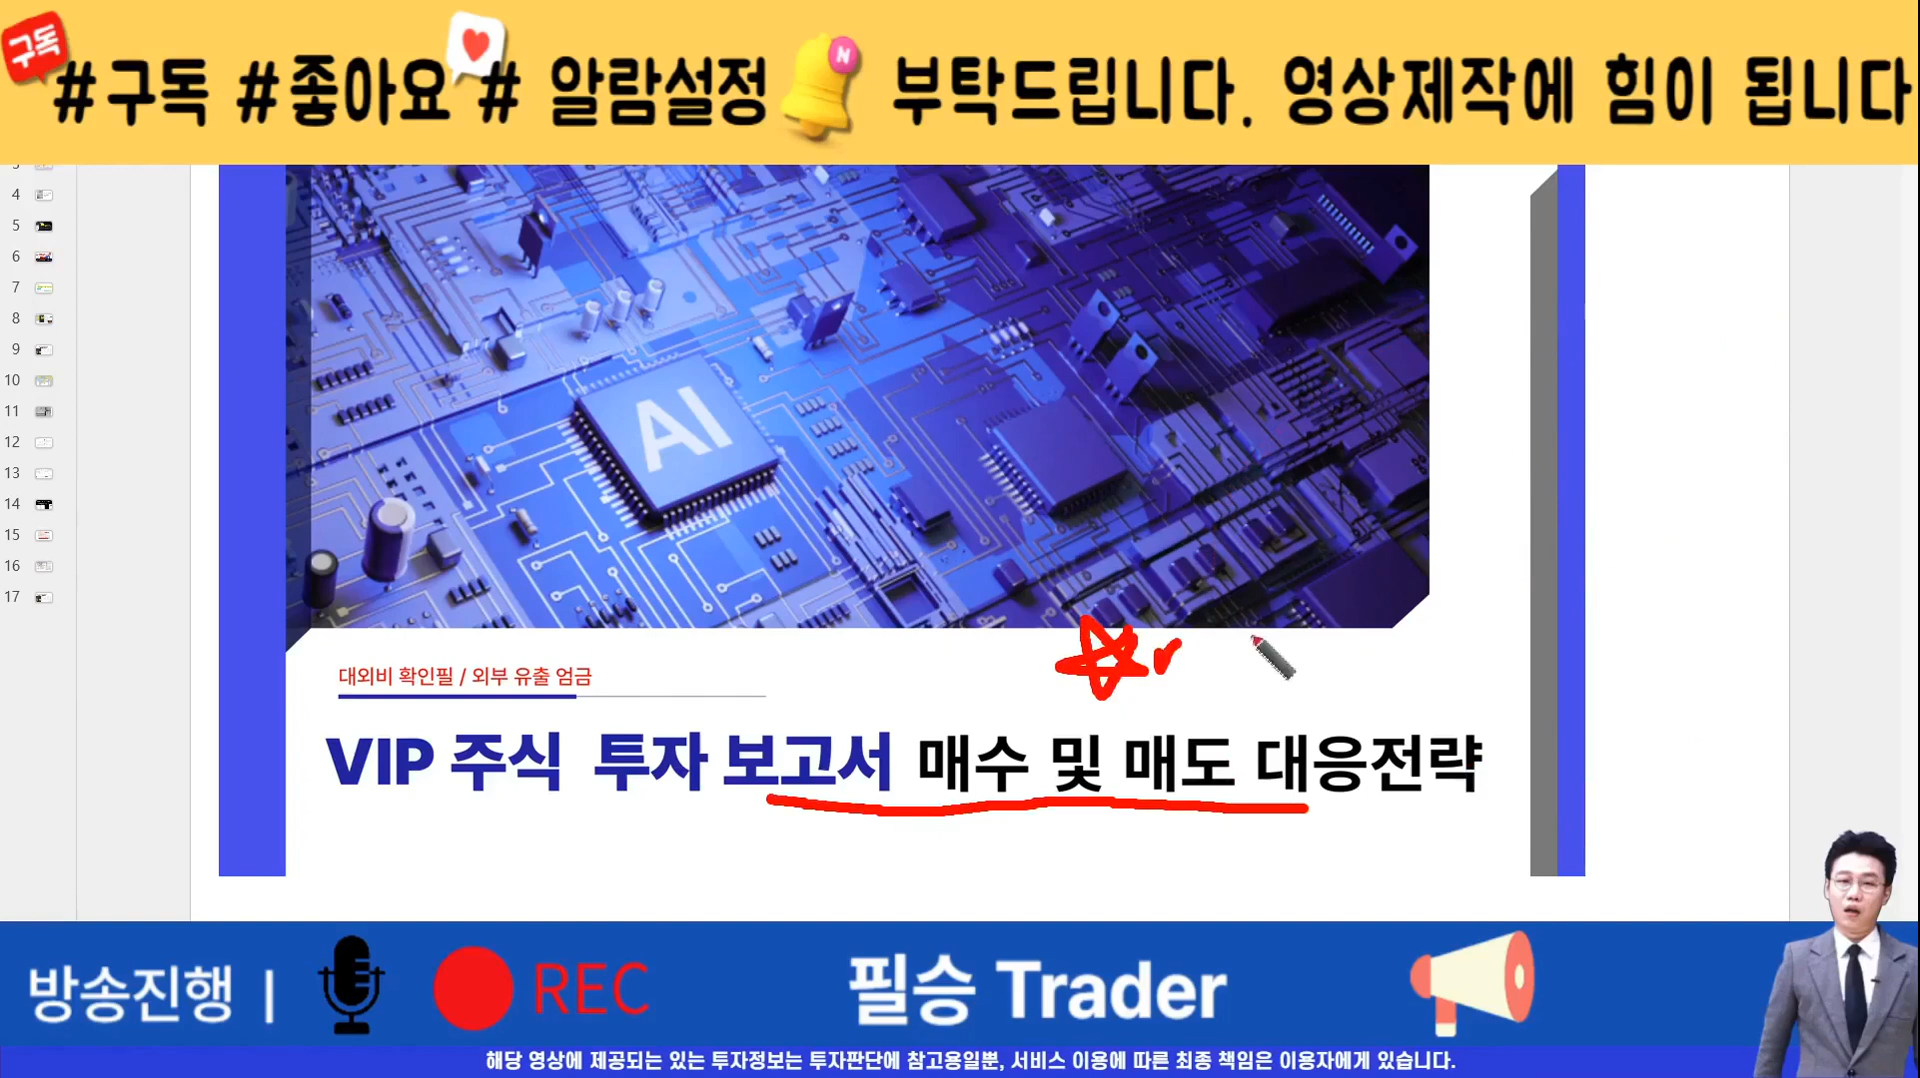 구독
#구독 #좋아요 # 알람설정 N 부탁드립니다. 영상제작에 힘이 됩니다
4
5
6
7
8
9
10
11
12
13
14
15
16
17
AI
대외비 확인필 / 외부 유출 엄금
VIP 주식 투자 보고서 매수 및 매도 대응전략
방송진행 | REC 필승 Trader
해당 영상에 제공되는 있는 투자정보는 투자판단에 참고용일뿐, 서비스 이용에 따른 최종 책임은 이용자에게 있습니다.